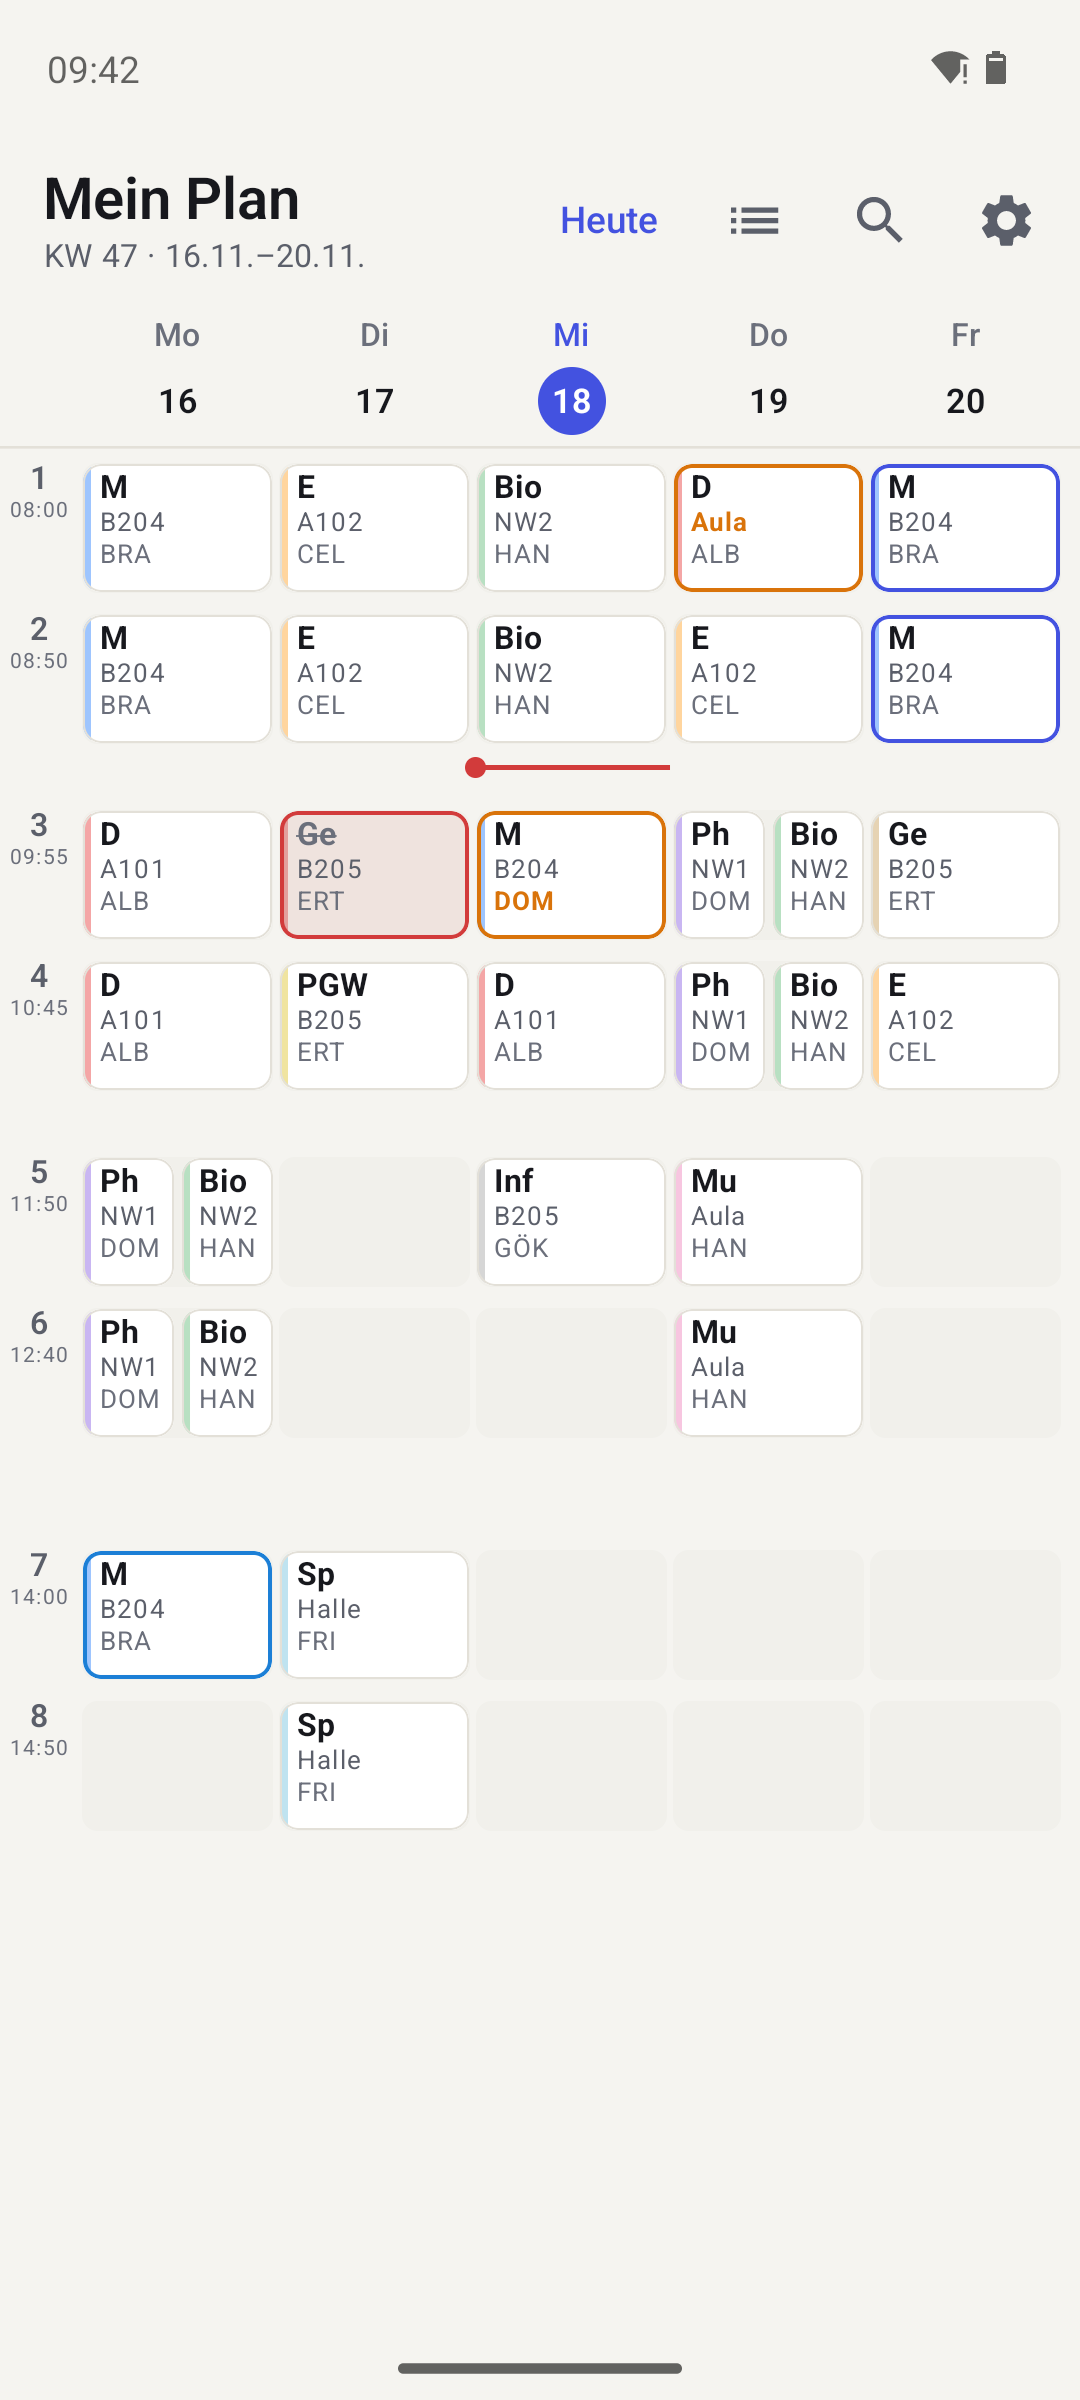 09:42
Mein Plan
KW 47 · 16.11.–20.11.
Heute
Mo Di Mi Do Fr
16 17 18 19 20
1 M E Bio D M
08:00 B204 A102 NW2 Aula B204
BRA CEL HAN ALB BRA
2 M E Bio E M
08:50 B204 A102 NW2 A102 B204
BRA CEL HAN CEL BRA
3 D Ge M Ph Bio Ge
09:55 A101 B205 B204 NW1 NW2 B205
ALB ERT DOM DOM HAN ERT
4 D PGW D Ph Bio E
10:45 A101 B205 A101 NW1 NW2 A102
ALB ERT ALB DOM HAN CEL
5 Ph Bio Inf Mu
11:50 NW1 NW2 B205 Aula
DOM HAN GÖK HAN
6 Ph Bio Mu
12:40 NW1 NW2 Aula
DOM HAN HAN
7 M Sp
14:00 B204 Halle
BRA FRI
8 Sp
14:50 Halle
FRI